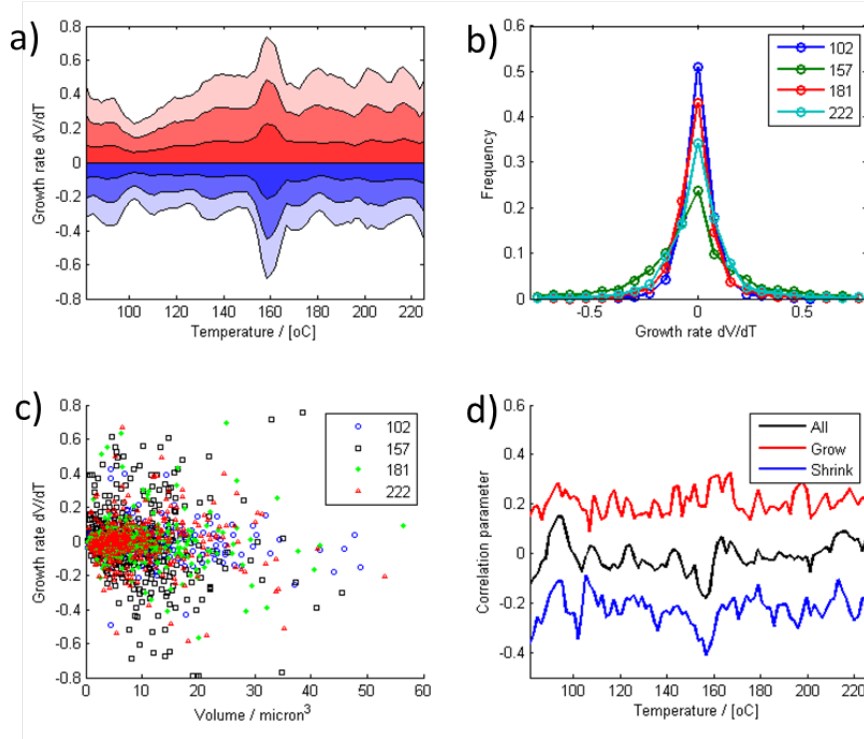 a)
0.8
0.6
0.4
0.2
0
-0.2
-0.4
-0.6
-0.8
Growth rate dV/dT
100 120 140 160 180 200 220
Temperature / [oC]
b)
0.6
0.5
0.4
0.3
0.2
0.1
0
Frequency
102
157
181
222
-0.5 0 0.5
Growth rate dV/dT
c)
0.8
0.6
0.4
0.2
0
-0.2
-0.4
-0.6
-0.8
Growth rate dV/dT
102
157
181
222
0 10 20 30 40 50 60
Volume / micron³
d)
0.6
0.4
0.2
0
-0.2
-0.4
Correlation parameter
All
Grow
Shrink
100 120 140 160 180 200 220
Temperature / [oC]